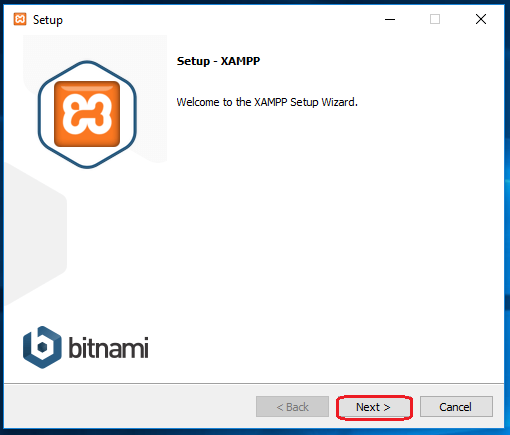 Setup
Setup - XAMPP
Welcome to the XAMPP Setup Wizard.
bitnami
< Back
Next >
Cancel